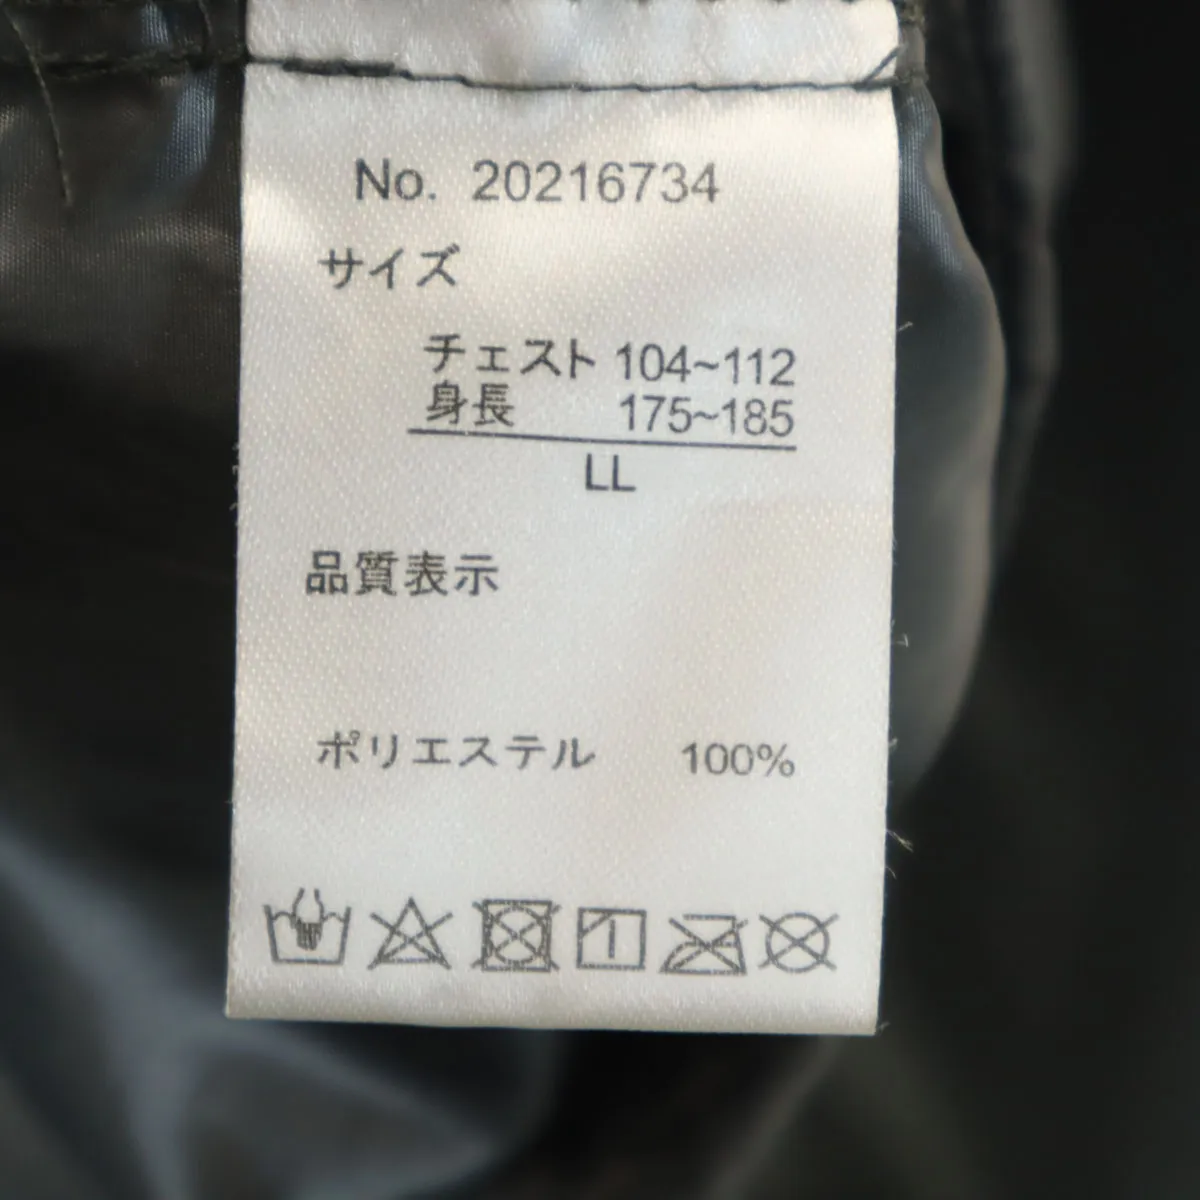 No. 20216734
サイズ
チェスト 104~112
身長 175~185
LL
品質表示
ポリエステル 100%